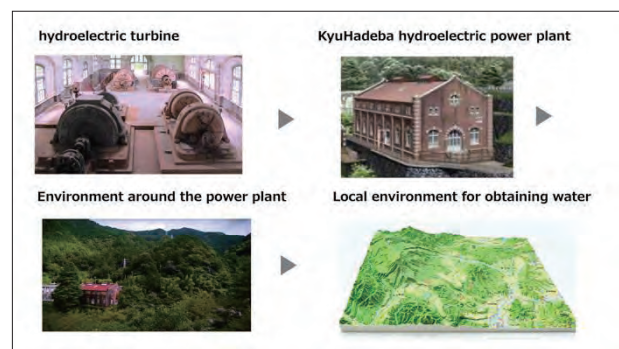 hydroelectric turbine
KyuHadeba hydroelectric power plant
Environment around the power plant
Local environment for obtaining water